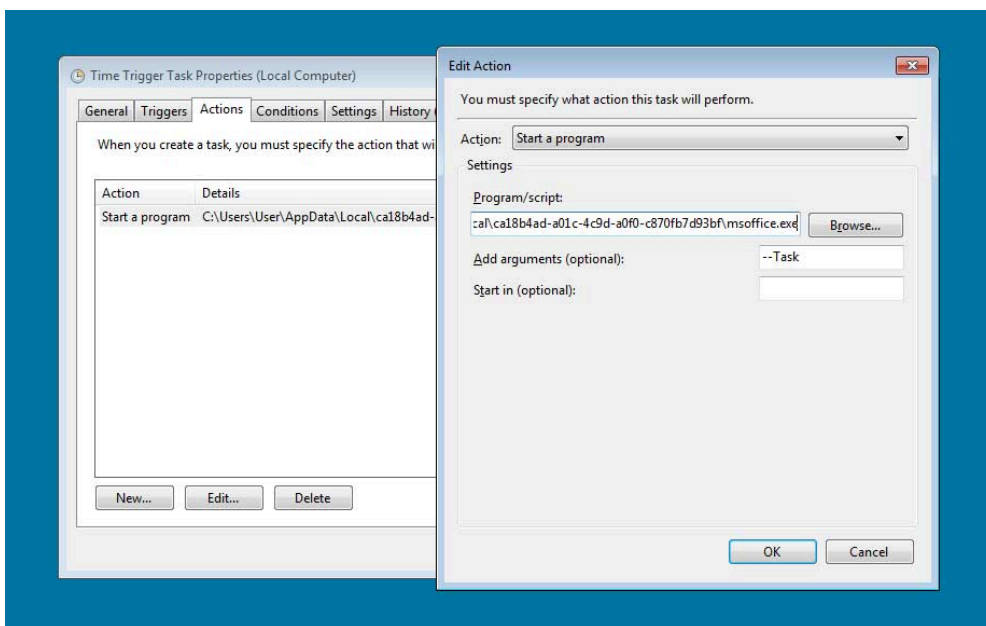 Time Trigger Task Properties (Local Computer)
General Triggers Actions Conditions Settings History (
When you create a task, you must specify the action that wi
Action Details
Start a program C:\Users\User\AppData\Local\ca18b4ad-
New... Edit... Delete
Edit Action
You must specify what action this task will perform.
Action: Start a program
Settings
Program/script:
cal\ca18b4ad-a01c-4c9d-a0f0-c870fb7d93bf\msoffice.exe Browse...
Add arguments (optional): --Task
Start in (optional):
OK Cancel